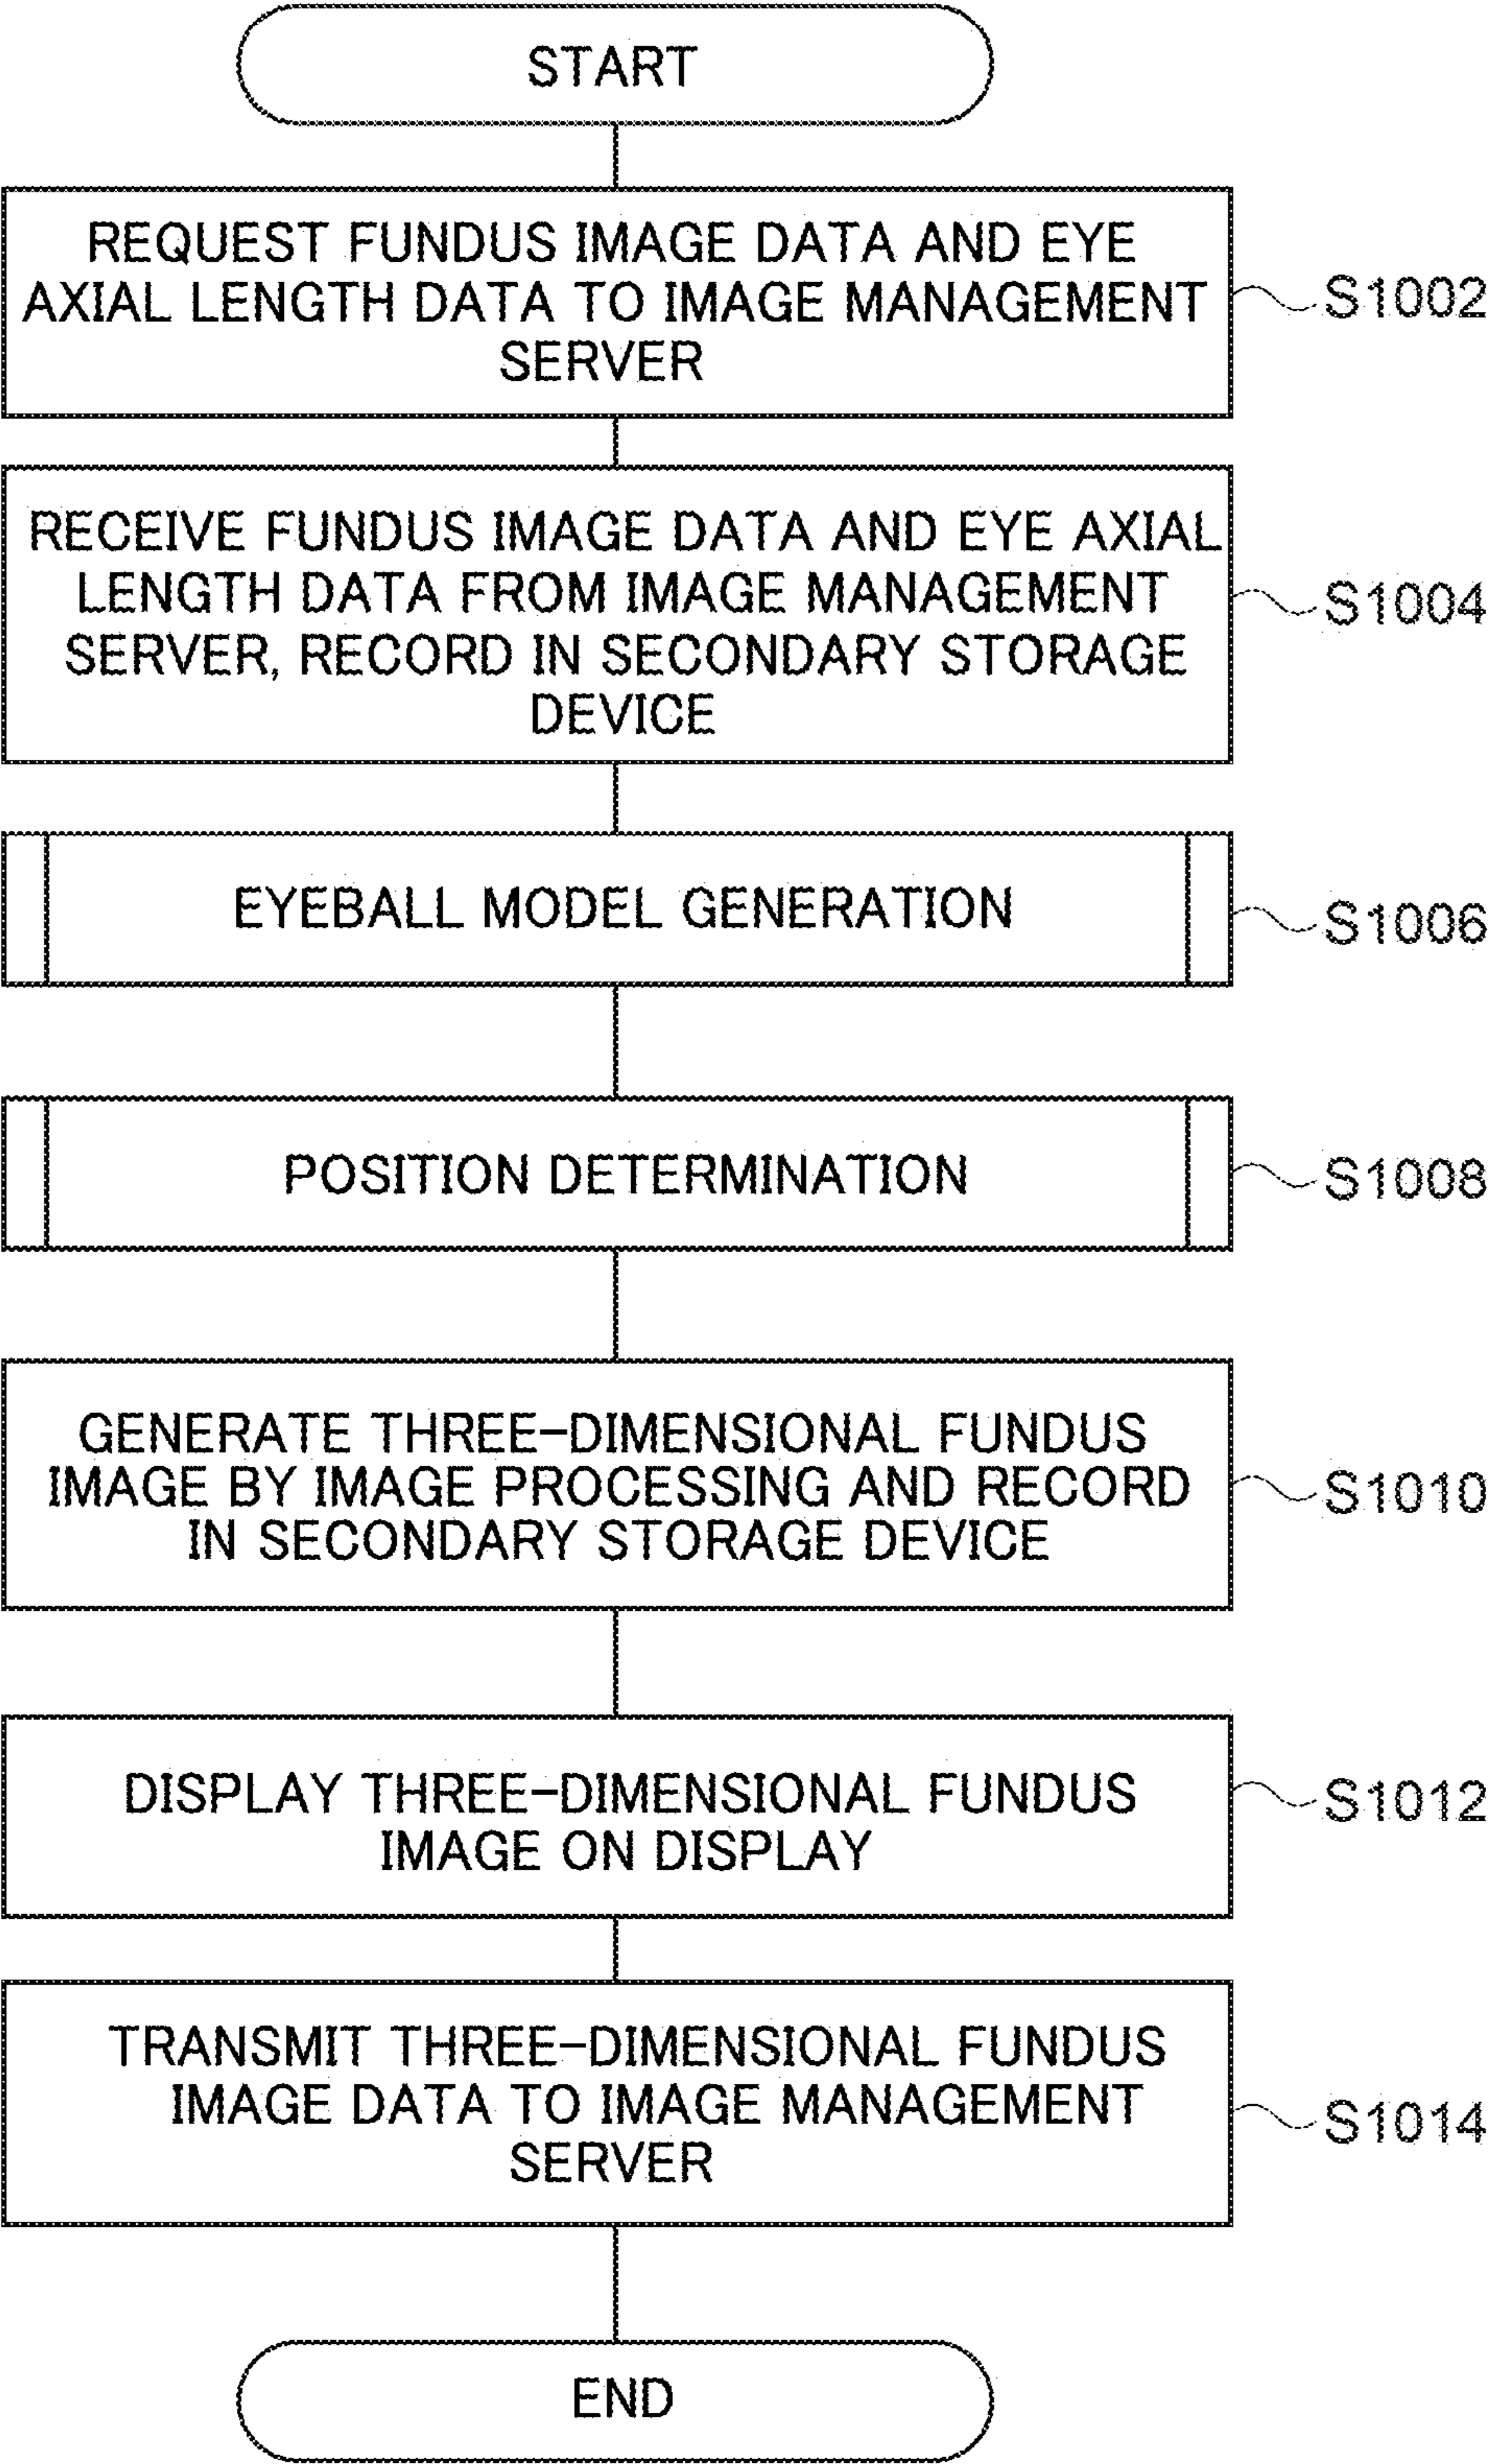 START
REQUEST FUNDUS IMAGE DATA AND EYE
AXIAL LENGTH DATA TO IMAGE MANAGEMENT
SERVER
S1002
RECEIVE FUNDUS IMAGE DATA AND EYE AXIAL
LENGTH DATA FROM IMAGE MANAGEMENT
SERVER, RECORD IN SECONDARY STORAGE
DEVICE
S1004
EYEBALL MODEL GENERATION
S1006
POSITION DETERMINATION
S1008
GENERATE THREE-DIMENSIONAL FUNDUS
IMAGE BY IMAGE PROCESSING AND RECORD
IN SECONDARY STORAGE DEVICE
S1010
DISPLAY THREE-DIMENSIONAL FUNDUS
IMAGE ON DISPLAY
S1012
TRANSMIT THREE-DIMENSIONAL FUNDUS
IMAGE DATA TO IMAGE MANAGEMENT
SERVER
S1014
END